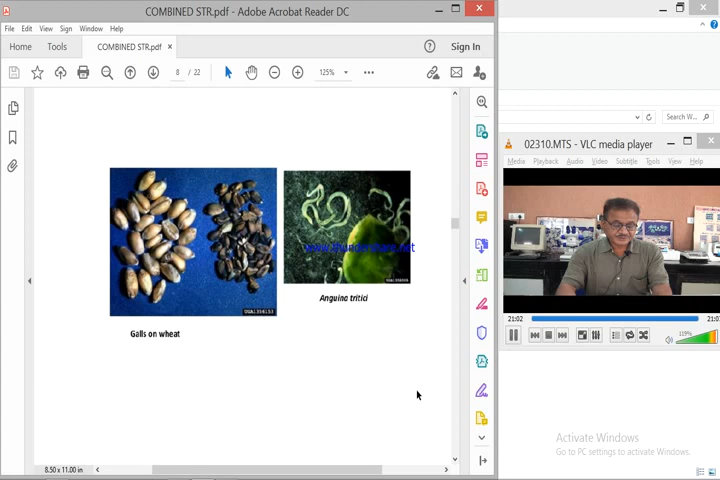 COMBINED STR.pdf - Adobe Acrobat Reader DC
File Edit View Sign Window Help
Home Tools COMBINED STR.pdf × Sign In
8 / 22 125%
www.thundershare.net
Anguina tritici
Galls on wheat
8.50 x 11.00 in
Search W...
02310.MTS - VLC media player
Media Playback Audio Video Subtitle Tools View Help
21:02
119%
Activate Windows
Go to PC settings to activate Windows.